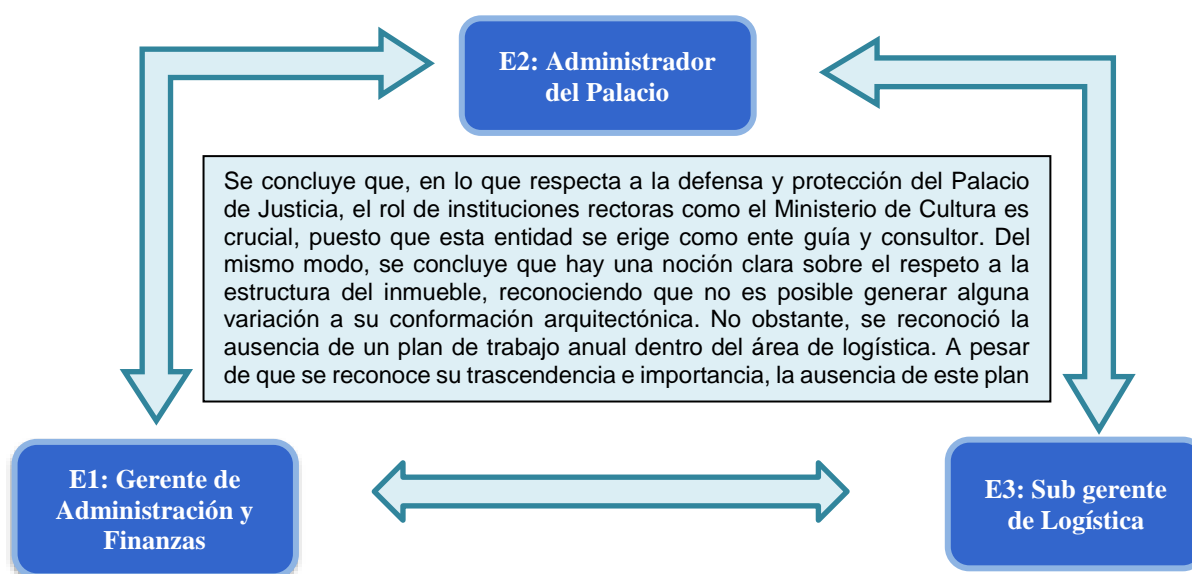 E2: Administrador
del Palacio
Se concluye que, en lo que respecta a la defensa y protección del Palacio
de Justicia, el rol de instituciones rectoras como el Ministerio de Cultura es
crucial, puesto que esta entidad se erige como ente guía y consultor. Del
mismo modo, se concluye que hay una noción clara sobre el respeto a la
estructura del inmueble, reconociendo que no es posible generar alguna
variación a su conformación arquitectónica. No obstante, se reconoció la
ausencia de un plan de trabajo anual dentro del área de logística. A pesar
de que se reconoce su trascendencia e importancia, la ausencia de este plan
E1: Gerente de
Administración y
Finanzas
E3: Sub gerente
de Logística